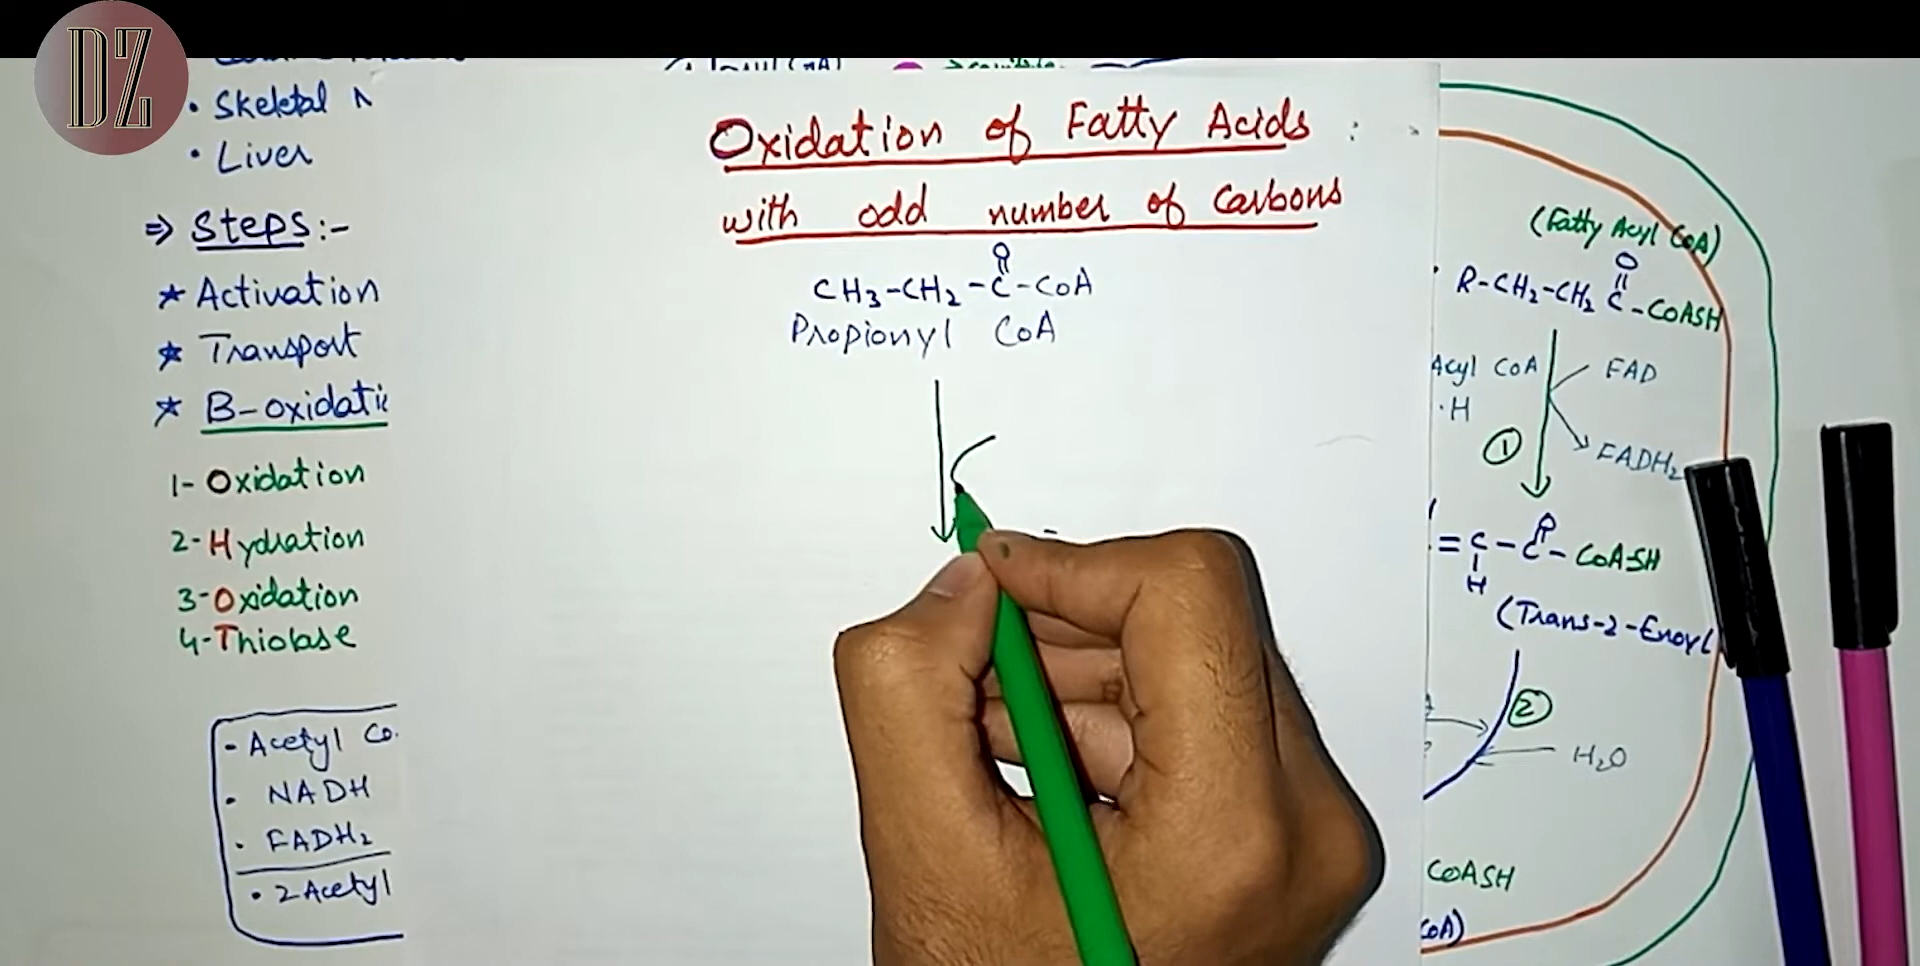 DZ
• Skeletal
• Liver
⇒ Steps:-
★ Activation
★ Transport
★ B-oxidati
1- Oxidation
2- Hydration
3- Oxidation
4- Thiolase
- Acetyl Co.
• NADH
• FADH₂
• 2 Acetyl
Oxidation of Fatty Acids :
with odd number of Carbons
O
CH₃-CH₂-C-CoA
Propionyl CoA
(Fatty Acyl CoA)
O
R-CH₂-CH₂ C-COASH
Acyl CoA
FAD
·H
①
FADH₂
= C - C - COASH
H
(Trans-2-Enoyl
②
H₂O
COASH
CoA)